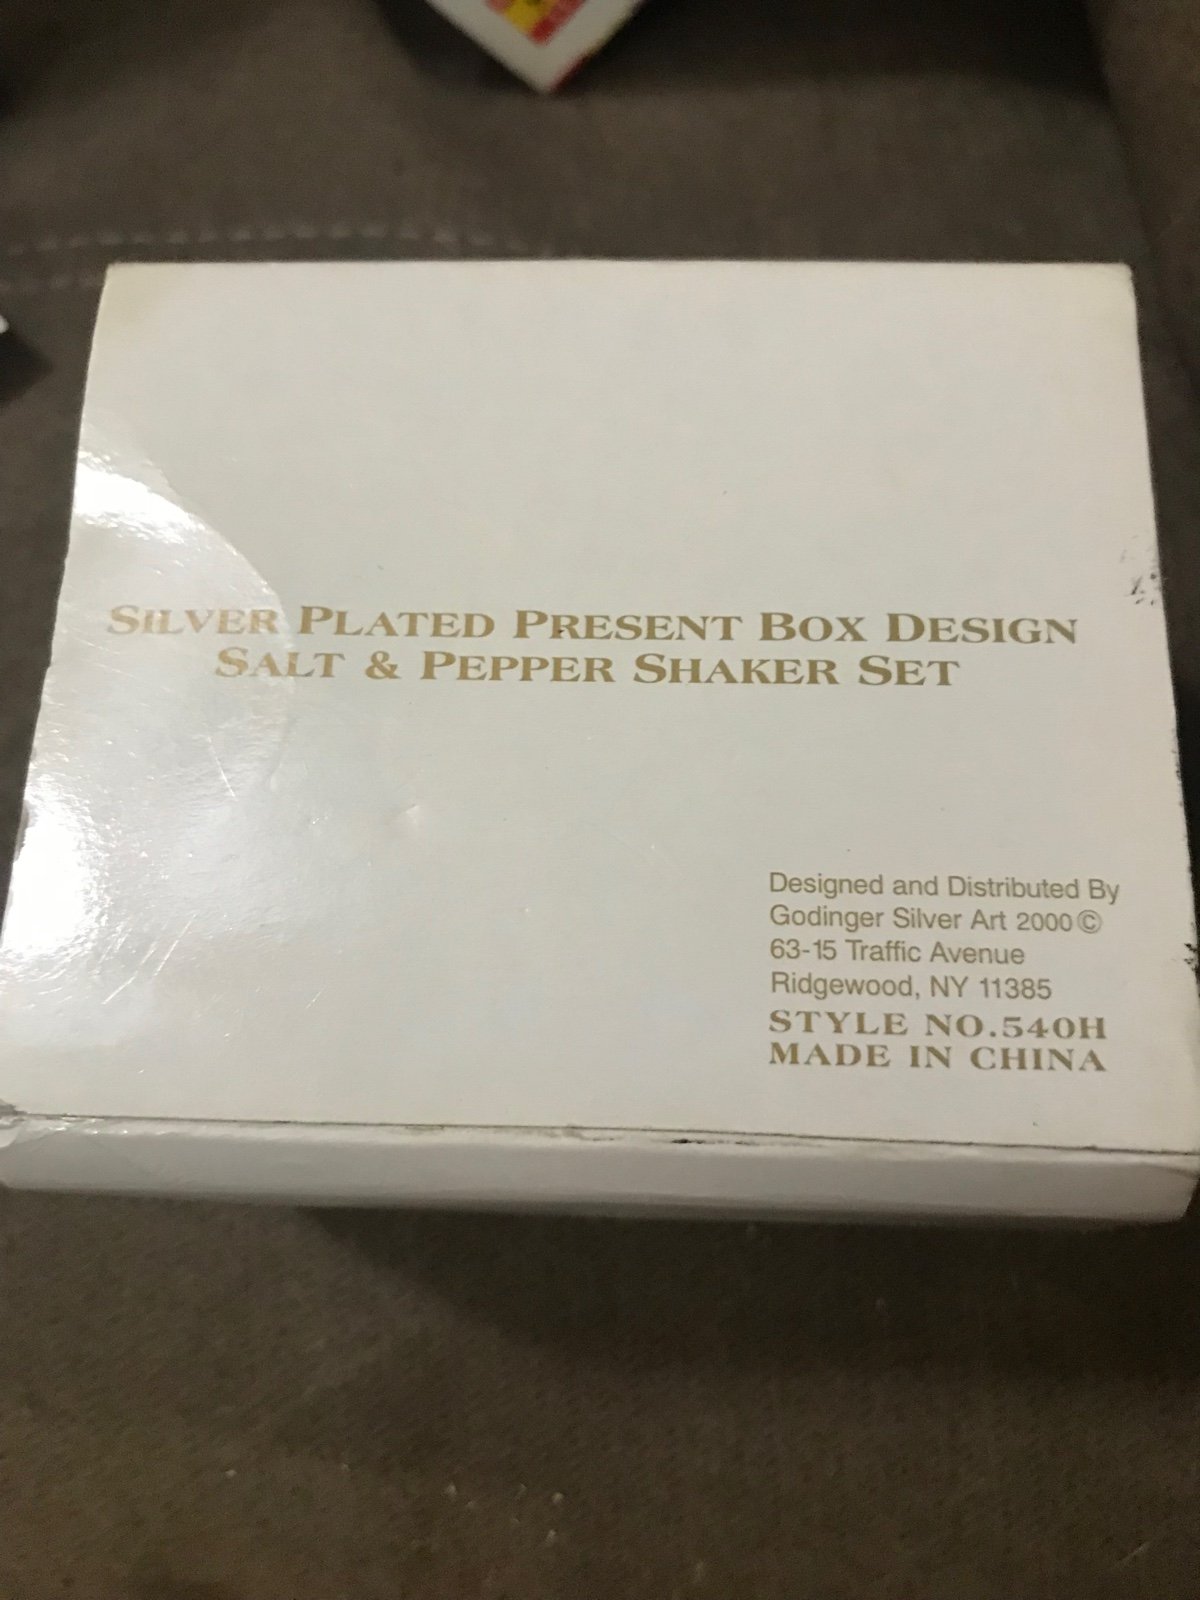 SILVER PLATED PRESENT BOX DESIGN
SALT & PEPPER SHAKER SET
Designed and Distributed By
Godinger Silver Art 2000©
63-15 Traffic Avenue
Ridgewood, NY 11385
STYLE NO.540H
MADE IN CHINA